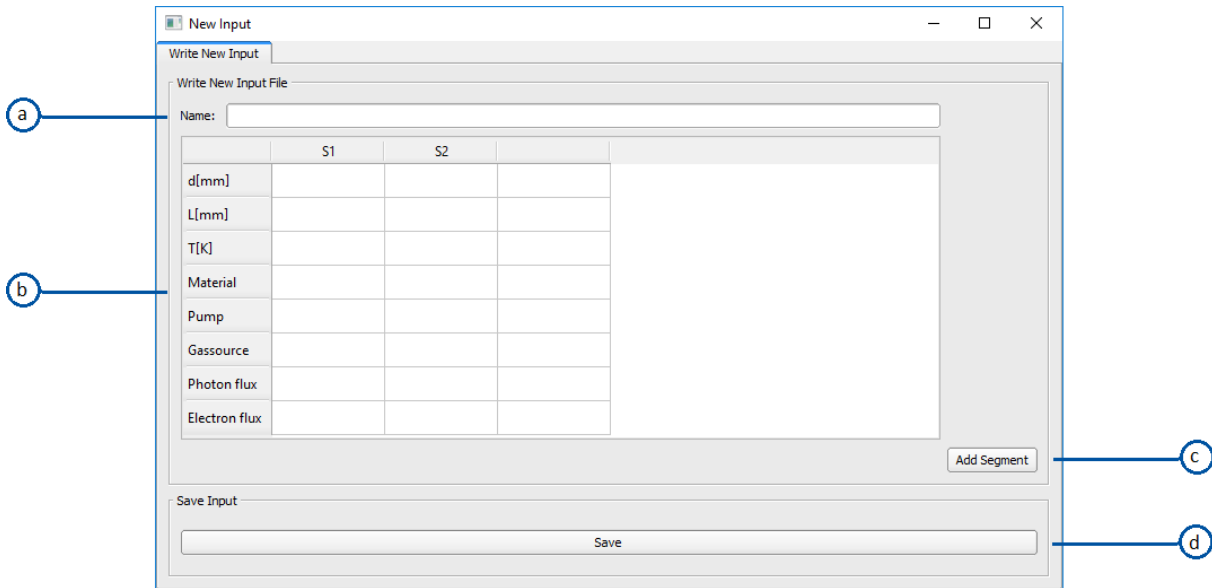 New Input
Write New Input
Write New Input File
a
Name:
S1 S2
d[mm]
L[mm]
T[K]
Material
b
Pump
Gassource
Photon flux
Electron flux
Add Segment
c
Save Input
Save
d